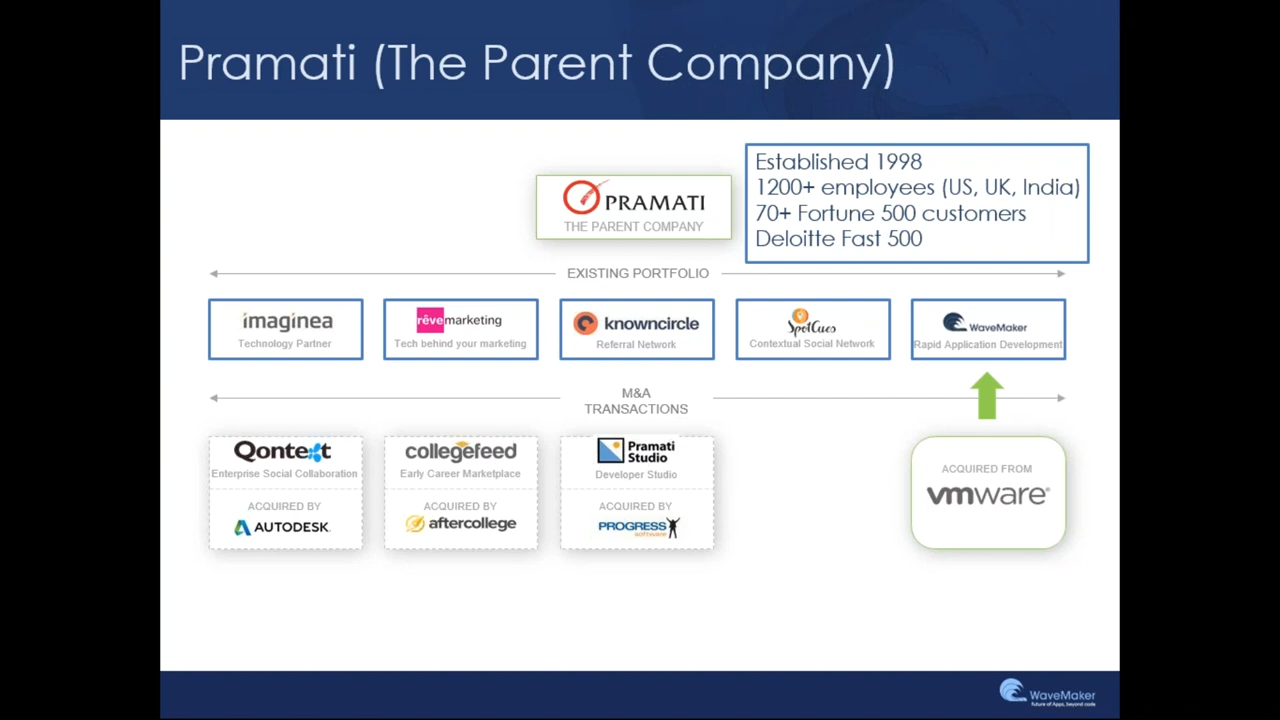 Pramati (The Parent Company)
PRAMATI
THE PARENT COMPANY
Established 1998
1200+ employees (US, UK, India)
70+ Fortune 500 customers
Deloitte Fast 500
EXISTING PORTFOLIO
imaginea
Technology Partner
rêvemarketing
Tech behind your marketing
knowncircle
Referral Network
SpotCues
Contextual Social Network
WaveMaker
Rapid Application Development
M&A
TRANSACTIONS
Qontext
Enterprise Social Collaboration
ACQUIRED BY
AUTODESK.
collegefeed
Early Career Marketplace
ACQUIRED BY
aftercollege
Pramati
Studio
Developer Studio
ACQUIRED BY
PROGRESS
software
ACQUIRED FROM
vmware®
WaveMaker
Future of Apps, beyond code